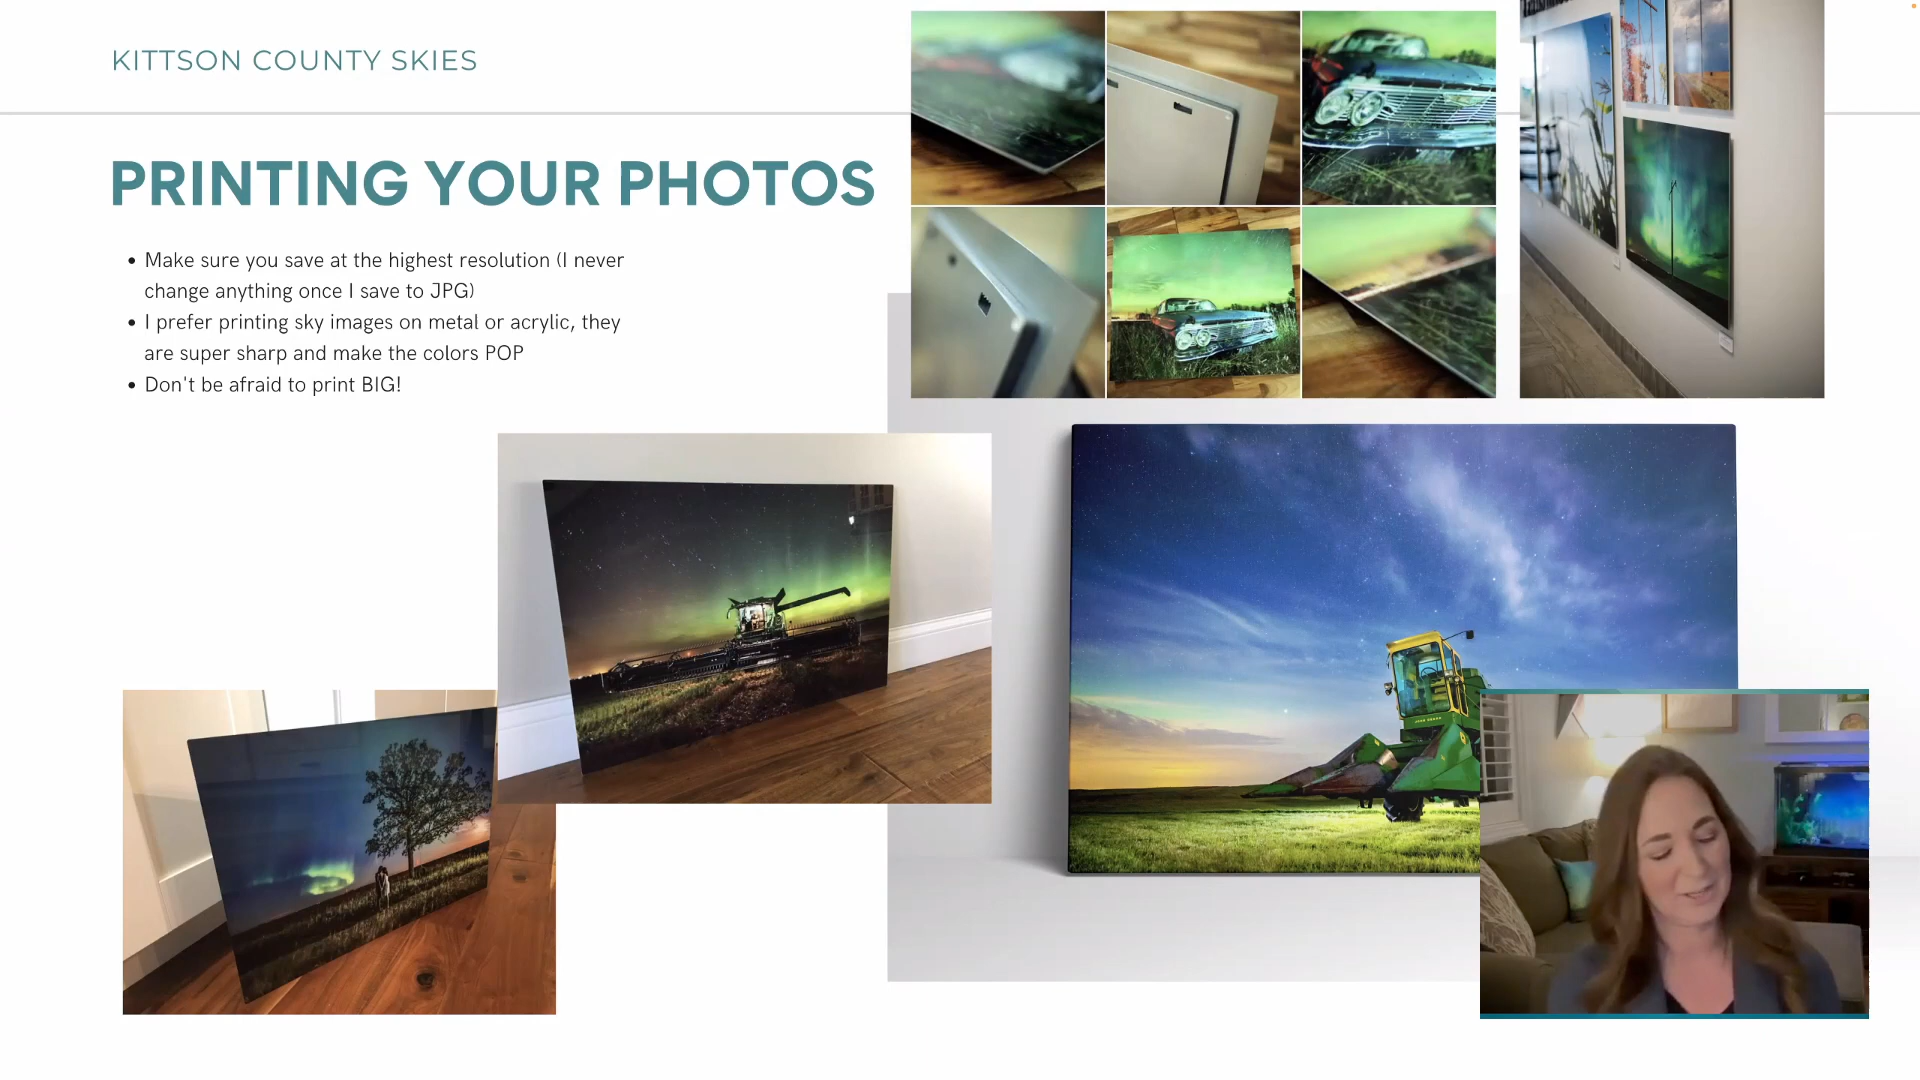 KITTSON COUNTY SKIES
PRINTING YOUR PHOTOS
• Make sure you save at the highest resolution (I never
change anything once I save to JPG)
• I prefer printing sky images on metal or acrylic, they
are super sharp and make the colors POP
• Don't be afraid to print BIG!
JOHN DEERE